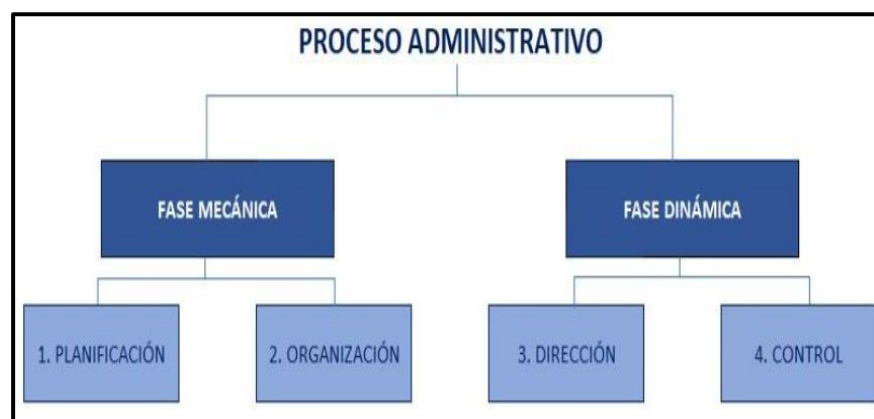 PROCESO ADMINISTRATIVO
FASE MECÁNICA
FASE DINÁMICA
1. PLANIFICACIÓN
2. ORGANIZACIÓN
3. DIRECCIÓN
4. CONTROL